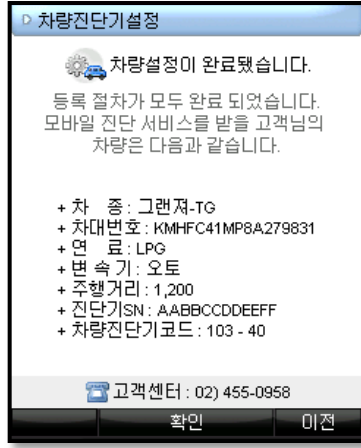 차량진단기설정
차량설정이 완료됐습니다.
등록 절차가 모두 완료 되었습니다.
모바일 진단 서비스를 받을 고객님의
차량은 다음과 같습니다.
+ 차 종 : 그랜져-TG
+ 차대번호 : KMHFC41MP8A279831
+ 연 료 : LPG
+ 변 속 기 : 오토
+ 주행거리 : 1,200
+ 진단기SN : AABBCCDDEEFF
+ 차량진단기코드 : 103 - 40
고객센터 : 02) 455-0958
확인 이전